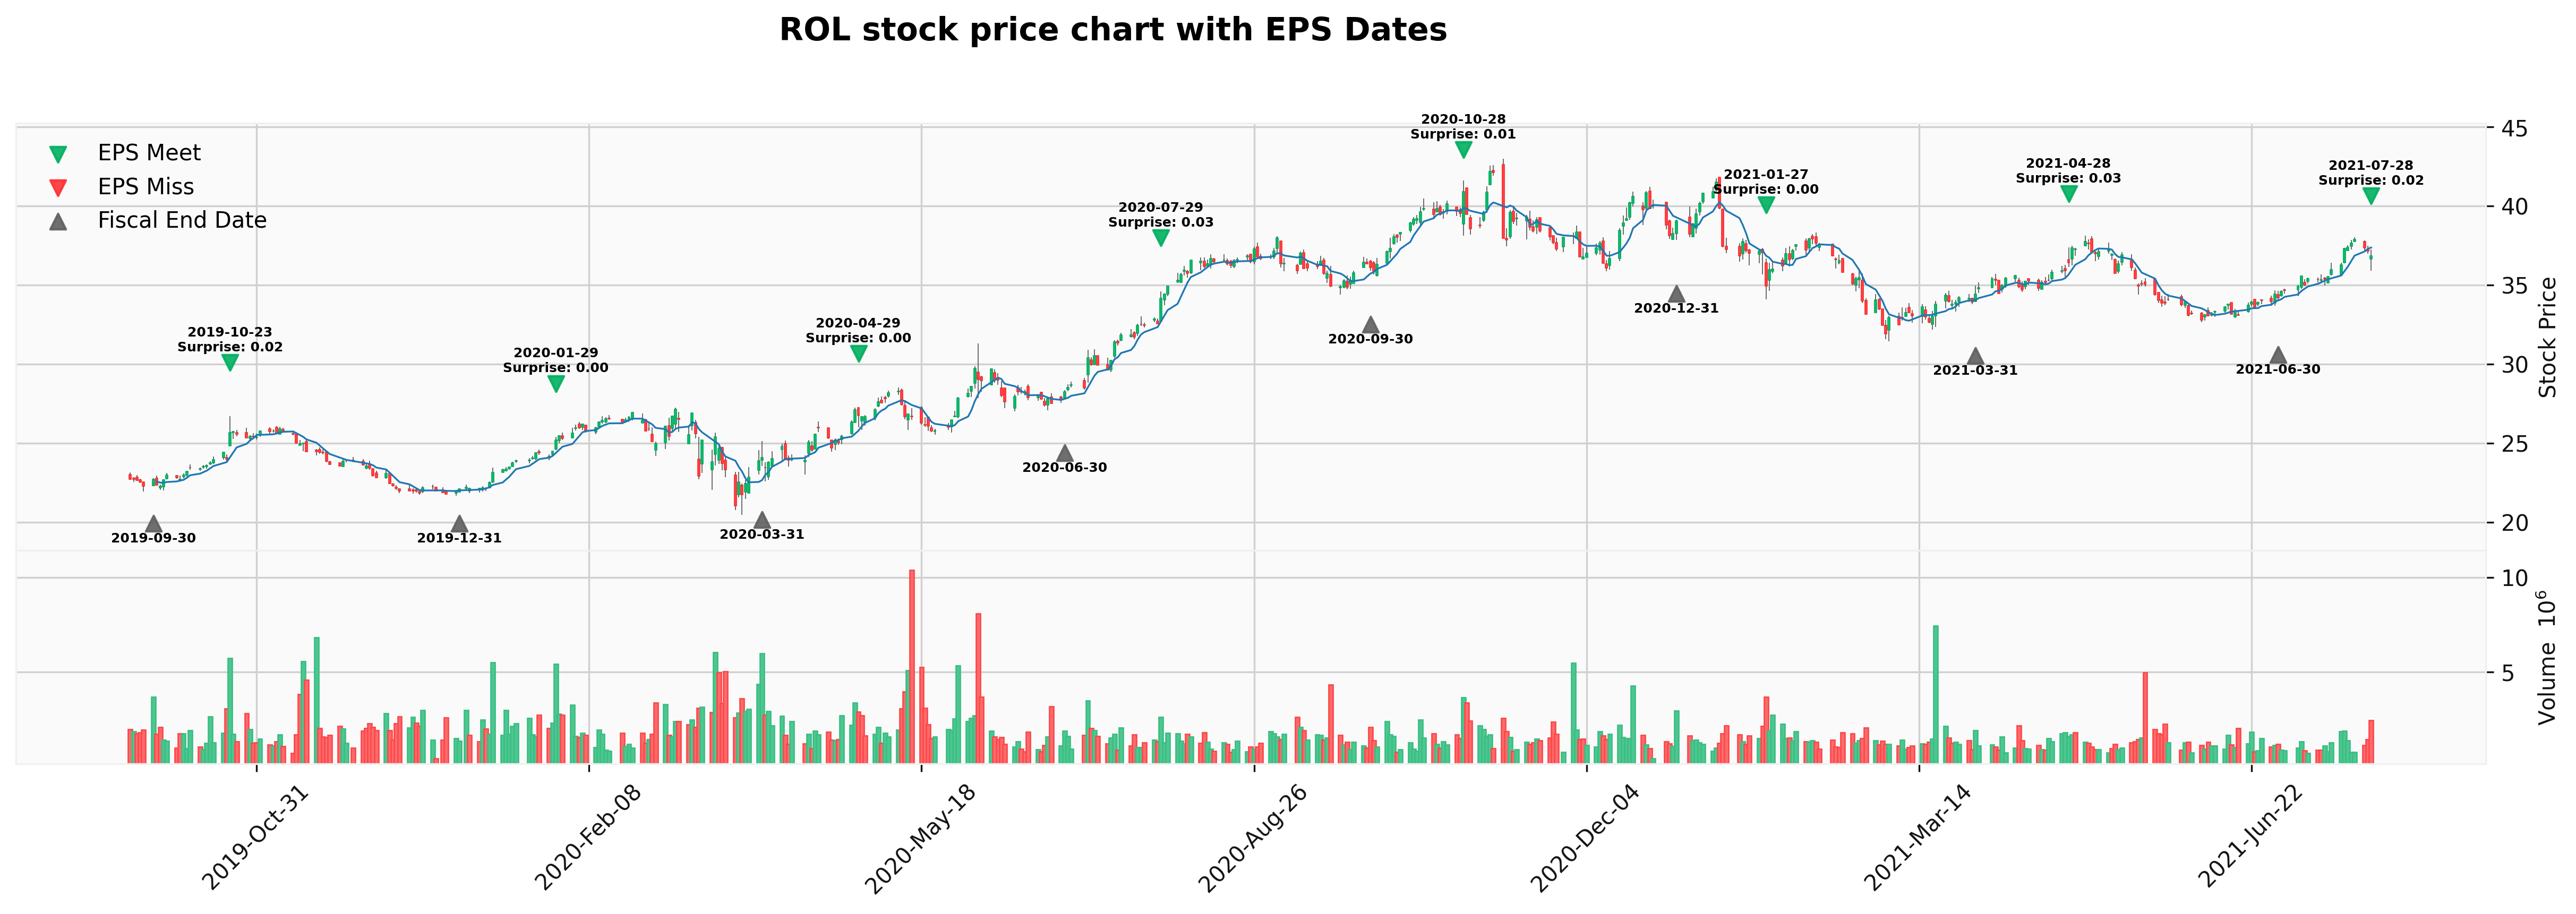 ROL stock price chart with EPS Dates
EPS Meet
EPS Miss
Fiscal End Date
2019-10-23
Surprise: 0.02
2020-01-29
Surprise: 0.00
2020-04-29
Surprise: 0.00
2020-07-29
Surprise: 0.03
2020-10-28
Surprise: 0.01
2021-01-27
Surprise: 0.00
2021-04-28
Surprise: 0.03
2021-07-28
Surprise: 0.02
2019-09-30
2019-12-31
2020-03-31
2020-06-30
2020-09-30
2020-12-31
2021-03-31
2021-06-30
45
40
35
30
25
20
Stock Price
10
5
Volume 10⁶
2019-Oct-31
2020-Feb-08
2020-May-18
2020-Aug-26
2020-Dec-04
2021-Mar-14
2021-Jun-22